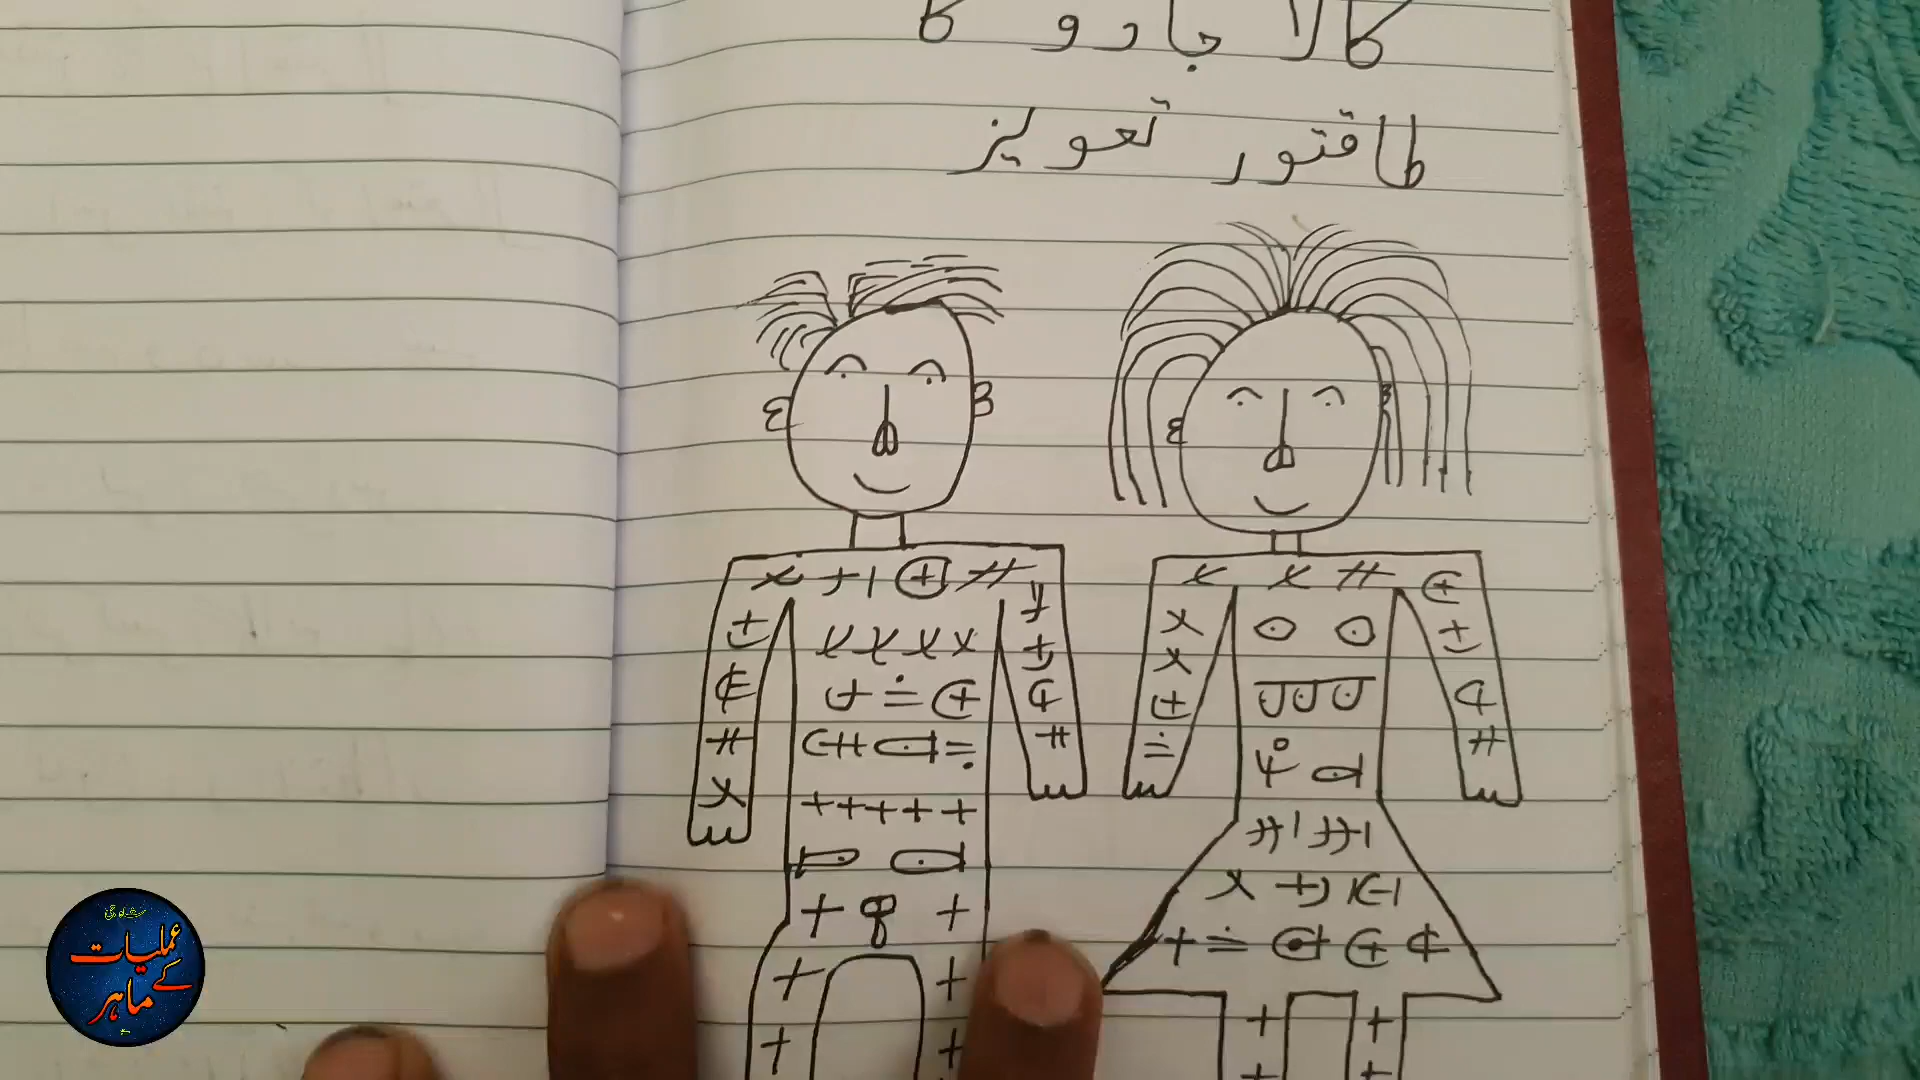 کالا جادو کا
طاقتور تعویز
عملیات
کے
ماہر